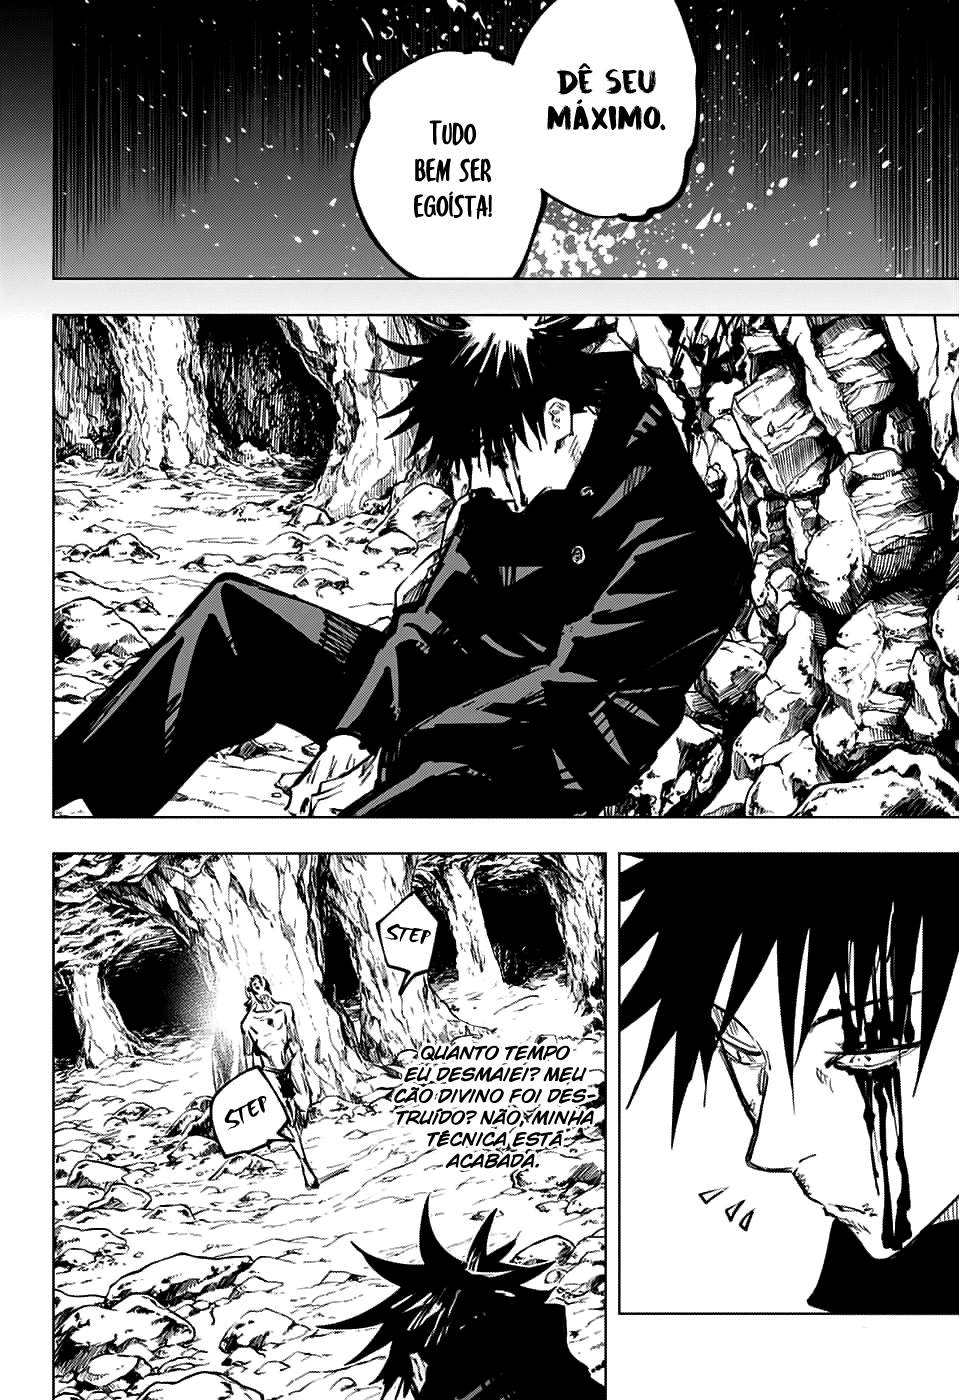 DÊ SEU
MÁXIMO.
TUDO
BEM SER
EGOÍSTA!
STEP
STEP
QUANTO TEMPO
EU DESMAIEI? MEU
CÃO DIVINO FOI DES-
TRUÍDO? NÃO, MINHA
TÉCNICA ESTÁ
ACABADA.